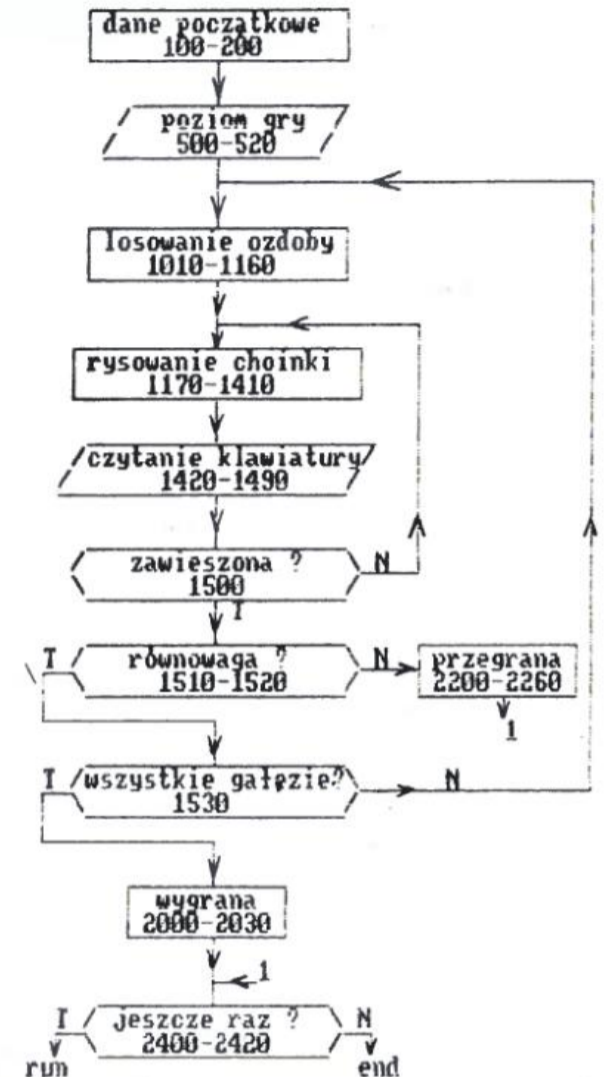 dane początkowe
100-200
poziom gry
500-520
losowanie ozdoby
1010-1160
rysowanie choinki
1170-1410
czytanie klawiatury
1420-1490
zawieszona ?
1500
N
T
T
równowaga ?
1510-1520
N
przegrana
2200-2260
1
T
wszystkie gałęzie?
1530
N
wygrana
2000-2030
1
T
jeszcze raz ?
2400-2420
N
run
end